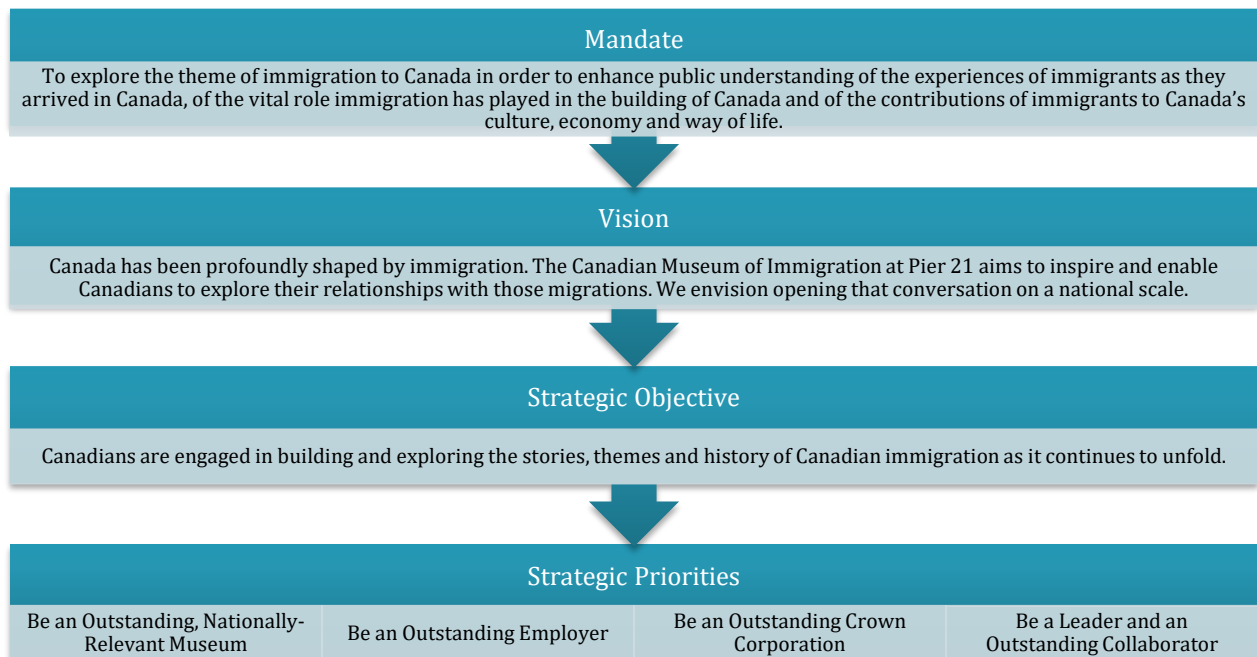 Mandate
To explore the theme of immigration to Canada in order to enhance public understanding of the experiences of immigrants as they
arrived in Canada, of the vital role immigration has played in the building of Canada and of the contributions of immigrants to Canada’s
culture, economy and way of life.
Vision
Canada has been profoundly shaped by immigration. The Canadian Museum of Immigration at Pier 21 aims to inspire and enable
Canadians to explore their relationships with those migrations. We envision opening that conversation on a national scale.
Strategic Objective
Canadians are engaged in building and exploring the stories, themes and history of Canadian immigration as it continues to unfold.
Strategic Priorities
Be an Outstanding, Nationally-
Relevant Museum
Be an Outstanding Employer
Be an Outstanding Crown
Corporation
Be a Leader and an
Outstanding Collaborator